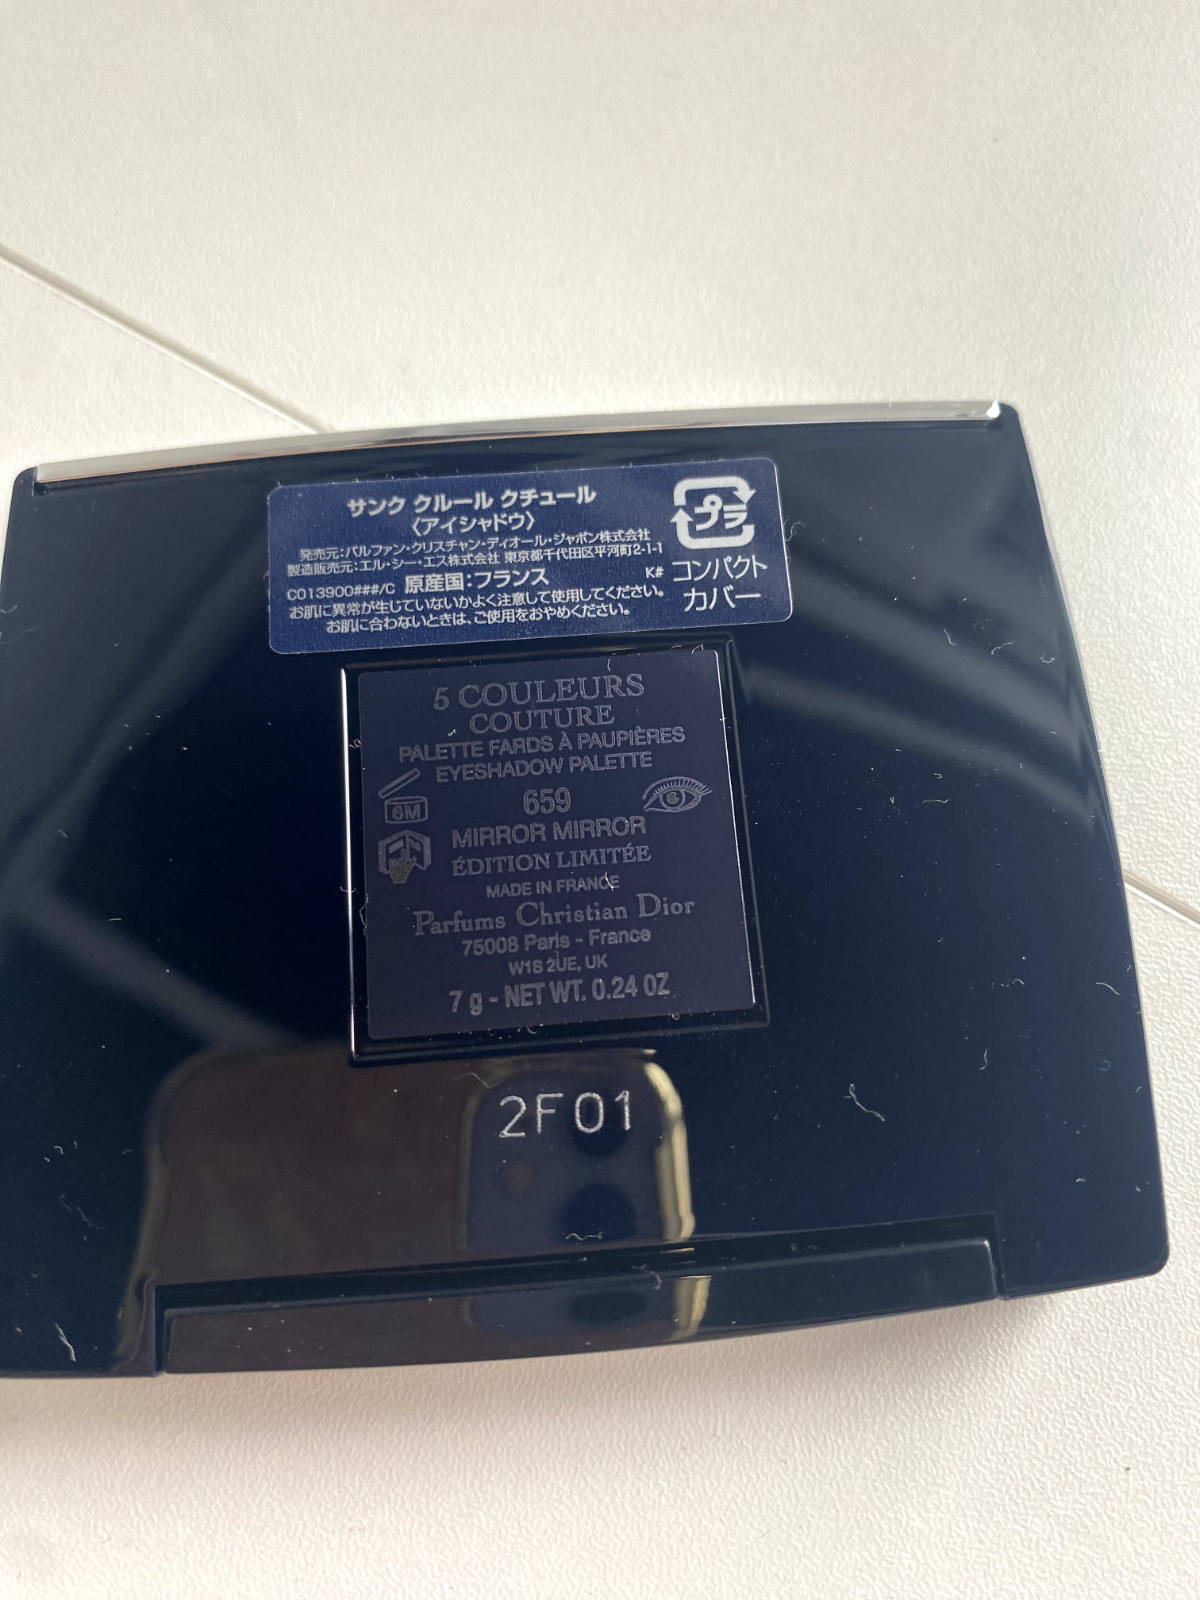 サンク クルール クチュール
〈アイシャドウ〉
発売元:パルファン・クリスチャン・ディオール・ジャポン株式会社
製造販売元:エル・シー・エス株式会社 東京都千代田区平河町2-1-1
C013900###/C 原産国:フランス K#
お肌に異常が生じていないかよく注意して使用してください。
お肌に合わないときは、ご使用をおやめください。
プラ
コンパクト
カバー
5 COULEURS
COUTURE
PALETTE FARDS À PAUPIÈRES
EYESHADOW PALETTE
6M
659
MIRROR MIRROR
ÉDITION LIMITÉE
MADE IN FRANCE
Parfums Christian Dior
75008 Paris - France
W1S 2UE, UK
7 g - NET WT. 0.24 OZ
2F01